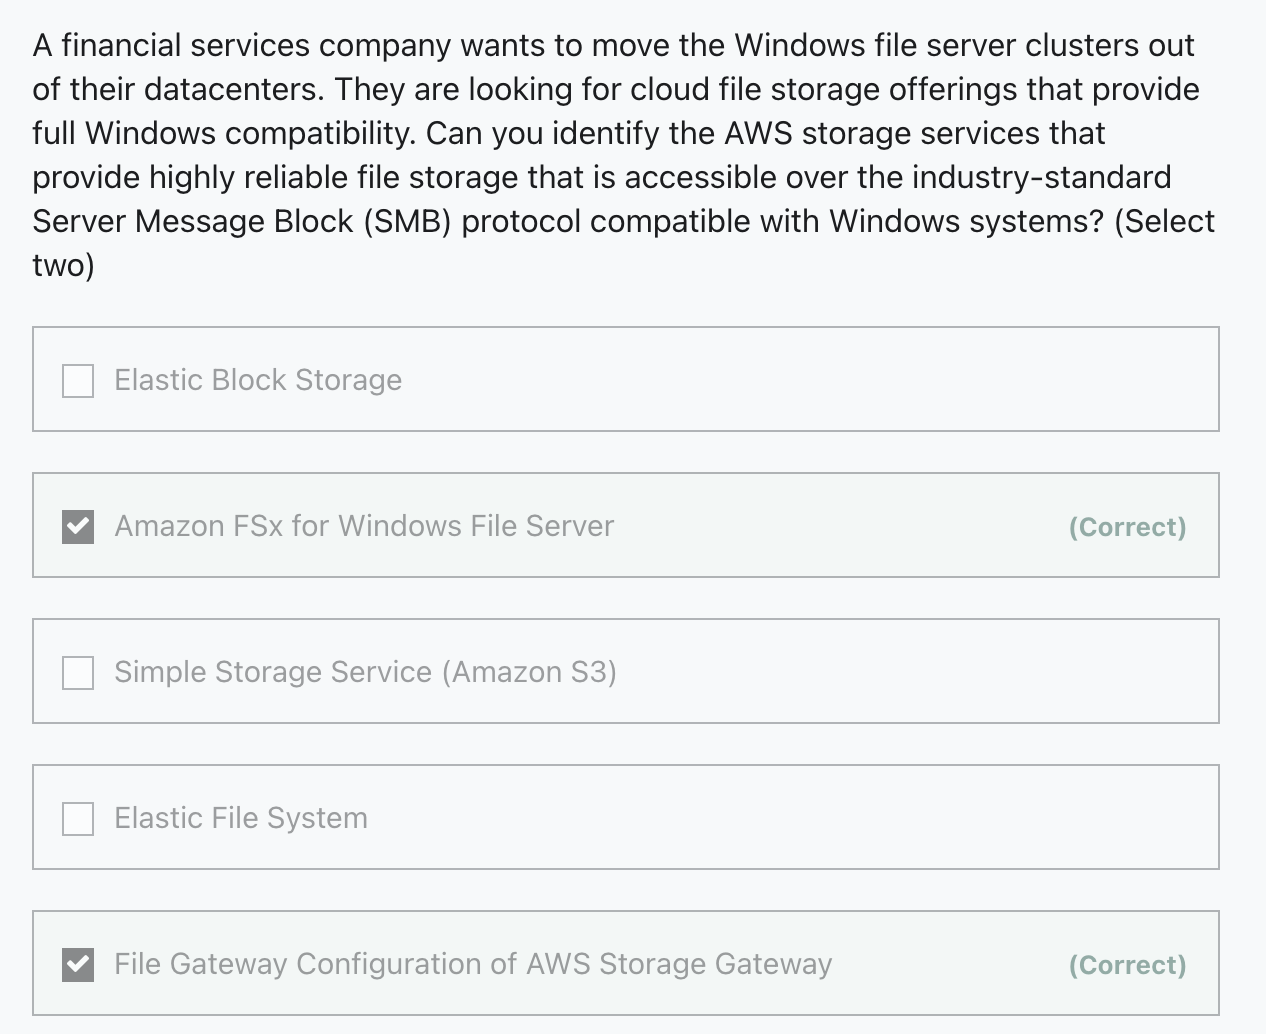 A financial services company wants to move the Windows file server clusters out
of their datacenters. They are looking for cloud file storage offerings that provide
full Windows compatibility. Can you identify the AWS storage services that
provide highly reliable file storage that is accessible over the industry-standard
Server Message Block (SMB) protocol compatible with Windows systems? (Select
two)
Elastic Block Storage
Amazon FSx for Windows File Server (Correct)
Simple Storage Service (Amazon S3)
Elastic File System
File Gateway Configuration of AWS Storage Gateway (Correct)